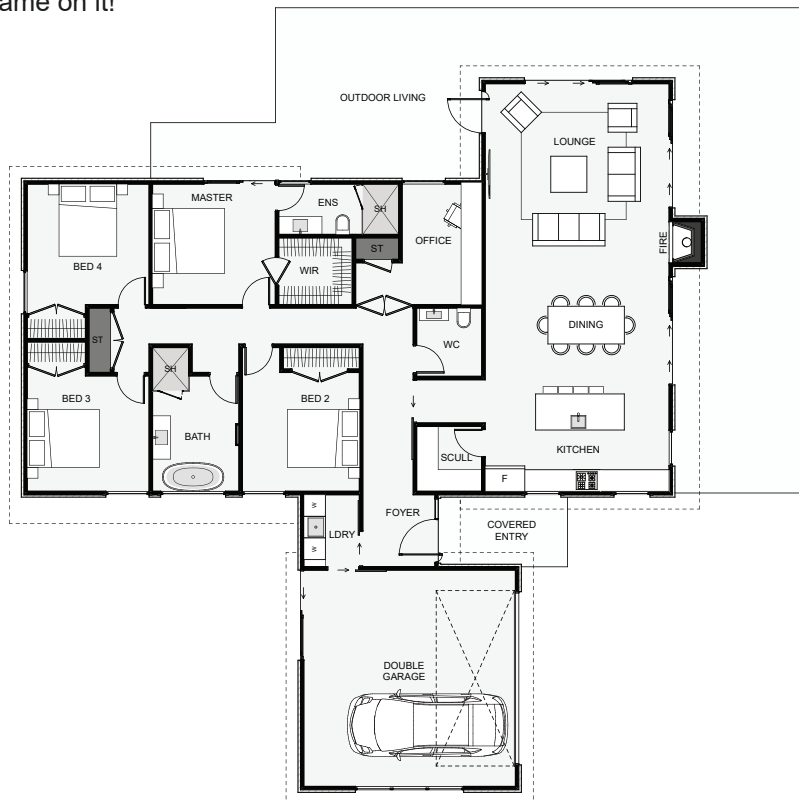 ame on it!
OUTDOOR LIVING
LOUNGE
MASTER
ENS
SH
OFFICE
ST
FIRE
BED 4
WIR
DINING
ST
WC
SH
BED 3
BED 2
BATH
KITCHEN
SCULL
F
W
FOYER
LDRY
W
COVERED
ENTRY
DOUBLE
GARAGE